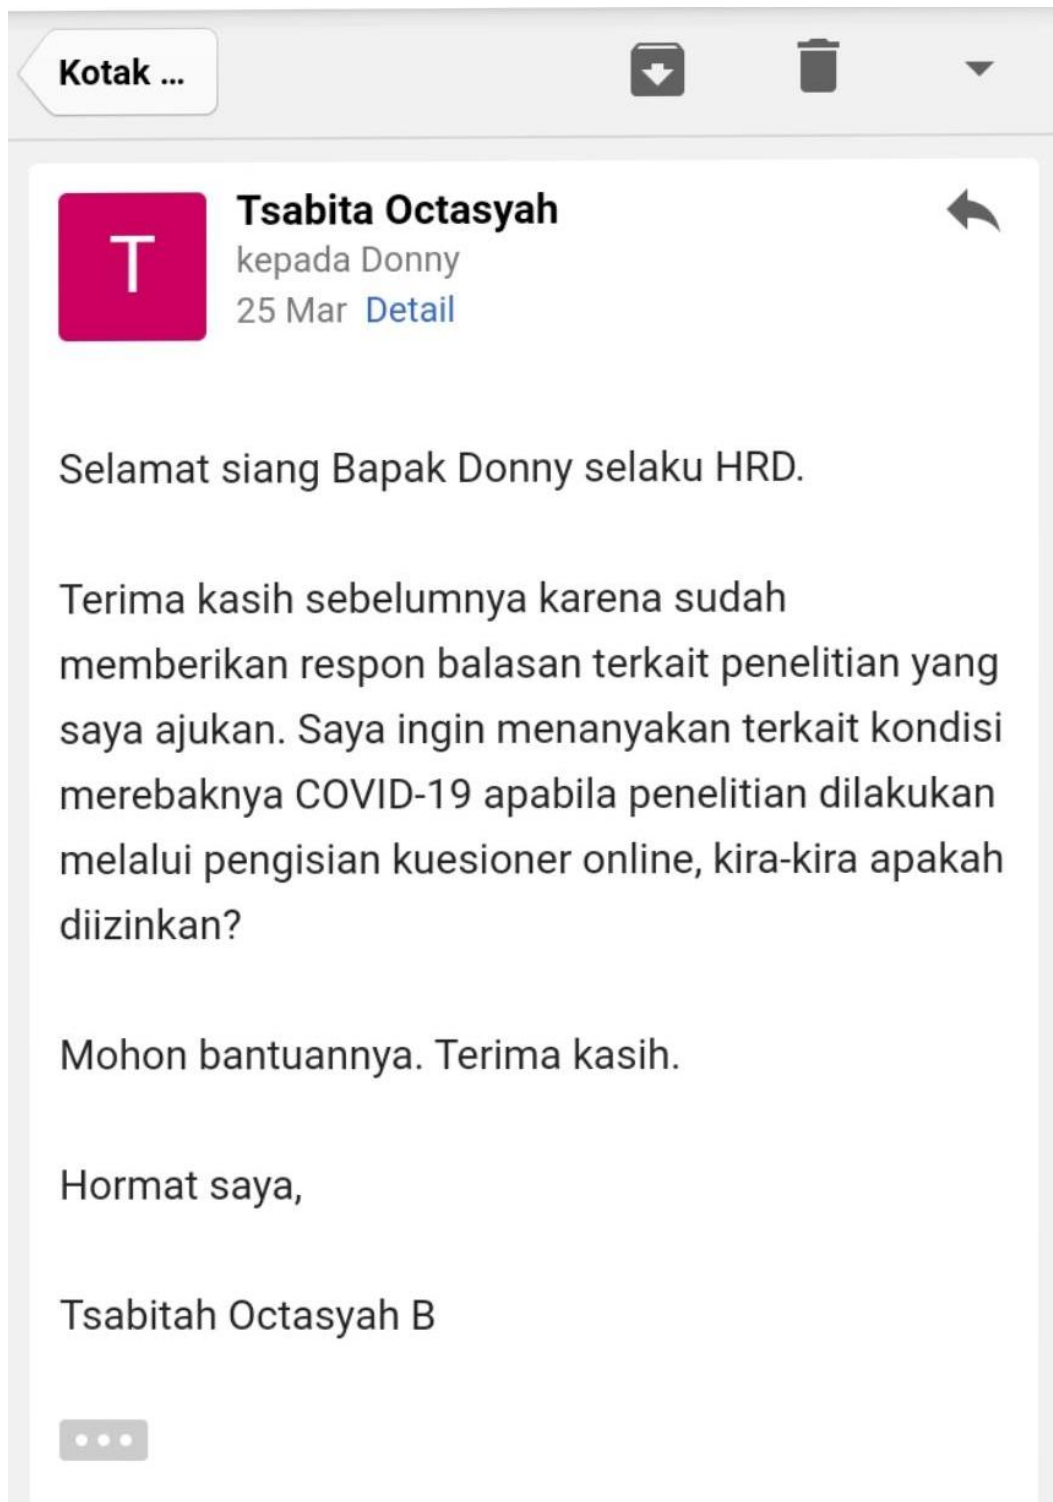 Kotak ...
T
Tsabita Octasyah
kepada Donny
25 Mar Detail
Selamat siang Bapak Donny selaku HRD.
Terima kasih sebelumnya karena sudah
memberikan respon balasan terkait penelitian yang
saya ajukan. Saya ingin menanyakan terkait kondisi
merebaknya COVID-19 apabila penelitian dilakukan
melalui pengisian kuesioner online, kira-kira apakah
diizinkan?
Mohon bantuannya. Terima kasih.
Hormat saya,
Tsabitah Octasyah B